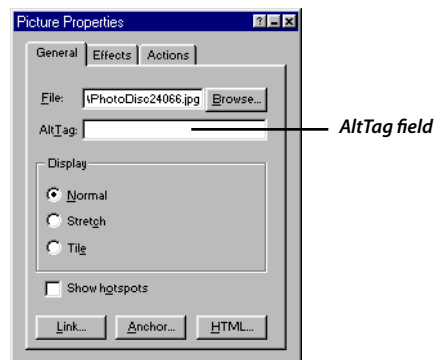 Picture Properties
General Effects Actions
File: \PhotoDisc24066.jpg Browse...
AltTag: AltTag field
Display
Normal
Stretch
Tile
Show hotspots
Link... Anchor... HTML...